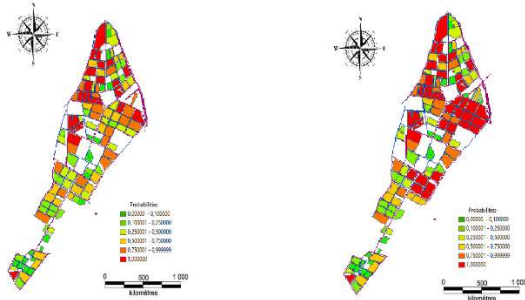 N
W E
S
Probabilities
0,00000 - 0,100000
0,100001 - 0,250000
0,250001 - 0,500000
0,500001 - 0,750000
0,750001 - 0,999999
1,000000
0 500 1 000
kilomètres
N
W E
S
Probabilities
0,00000 - 0,100000
0,100001 - 0,250000
0,250001 - 0,500000
0,500001 - 0,750000
0,750001 - 0,999999
1,000000
0 500 1 000
kilomètres